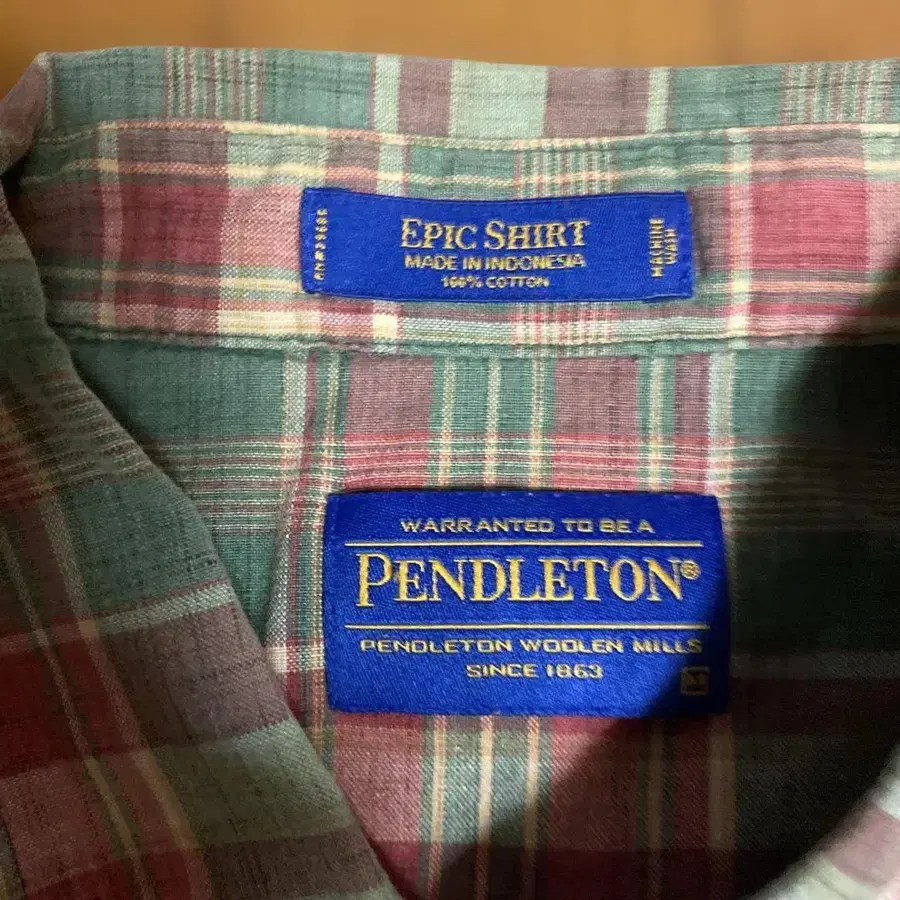 EPIC SHIRT
MADE IN INDONESIA
100% COTTON
MACHINE
WASH
WARRANTED TO BE A
PENDLETON®
PENDLETON WOOLEN MILLS
SINCE 1863
M